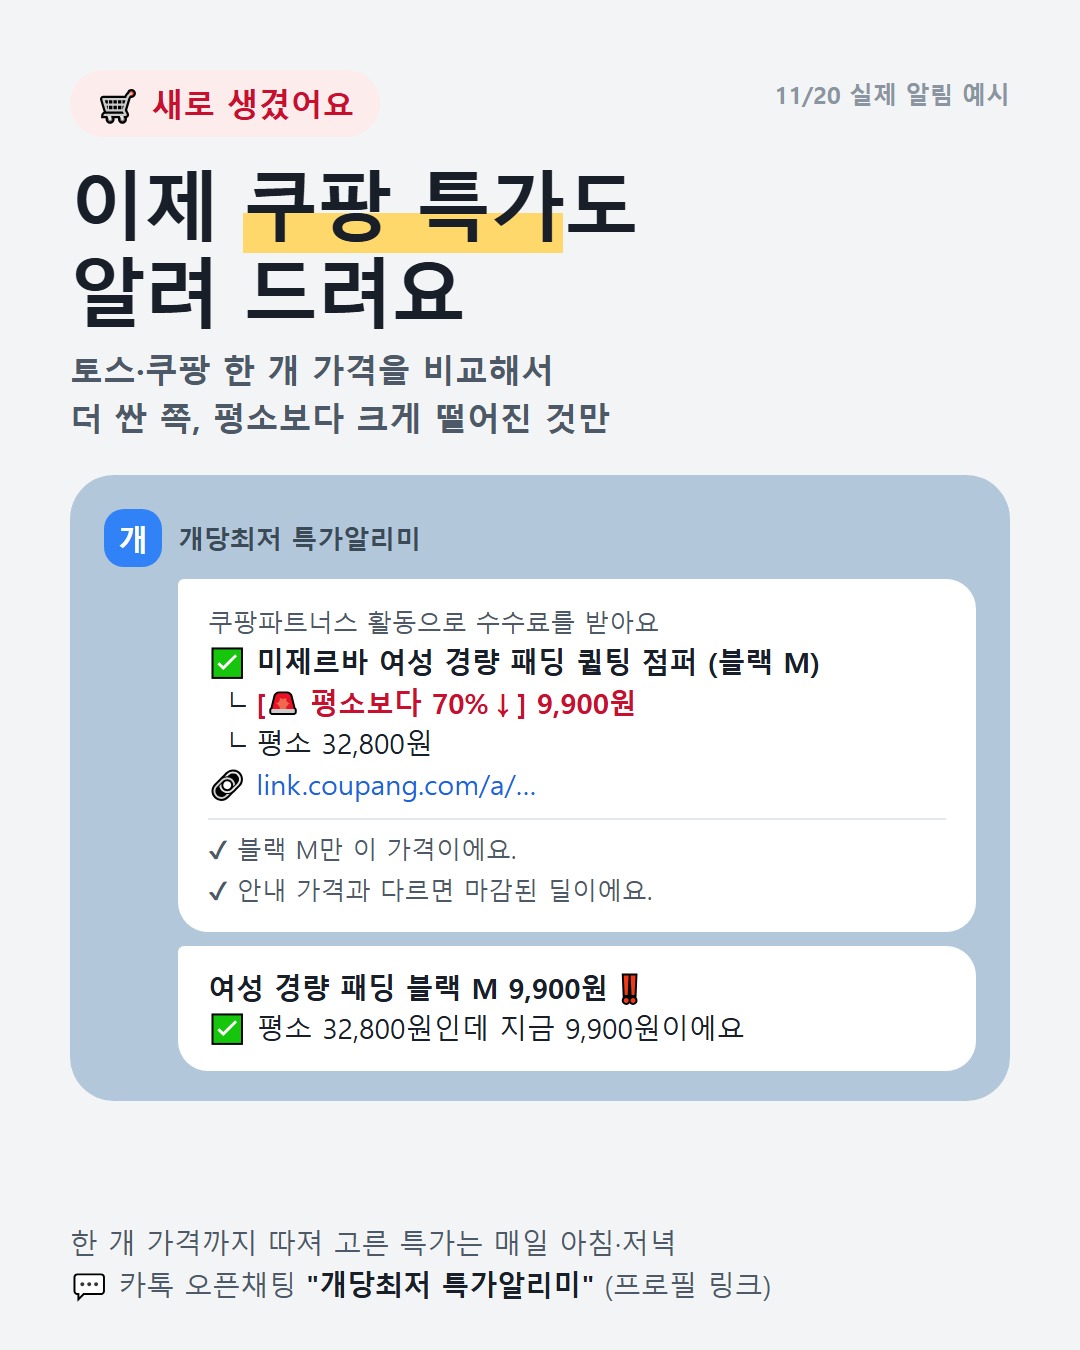 🛒 새로 생겼어요
11/20 실제 알림 예시
이제 쿠팡 특가도
알려 드려요
토스·쿠팡 한 개 가격을 비교해서
더 싼 쪽, 평소보다 크게 떨어진 것만
개 개당최저 특가알리미
쿠팡파트너스 활동으로 수수료를 받아요
✅ 미제르바 여성 경량 패딩 퀼팅 점퍼 (블랙 M)
ㄴ [🚨 평소보다 70%↓] 9,900원
ㄴ 평소 32,800원
🔗 link.coupang.com/a/...
✓ 블랙 M만 이 가격이에요.
✓ 안내 가격과 다르면 마감된 딜이에요.
여성 경량 패딩 블랙 M 9,900원‼️
✅ 평소 32,800원인데 지금 9,900원이에요
한 개 가격까지 따져 고른 특가는 매일 아침·저녁
💬 카톡 오픈채팅 "개당최저 특가알리미" (프로필 링크)